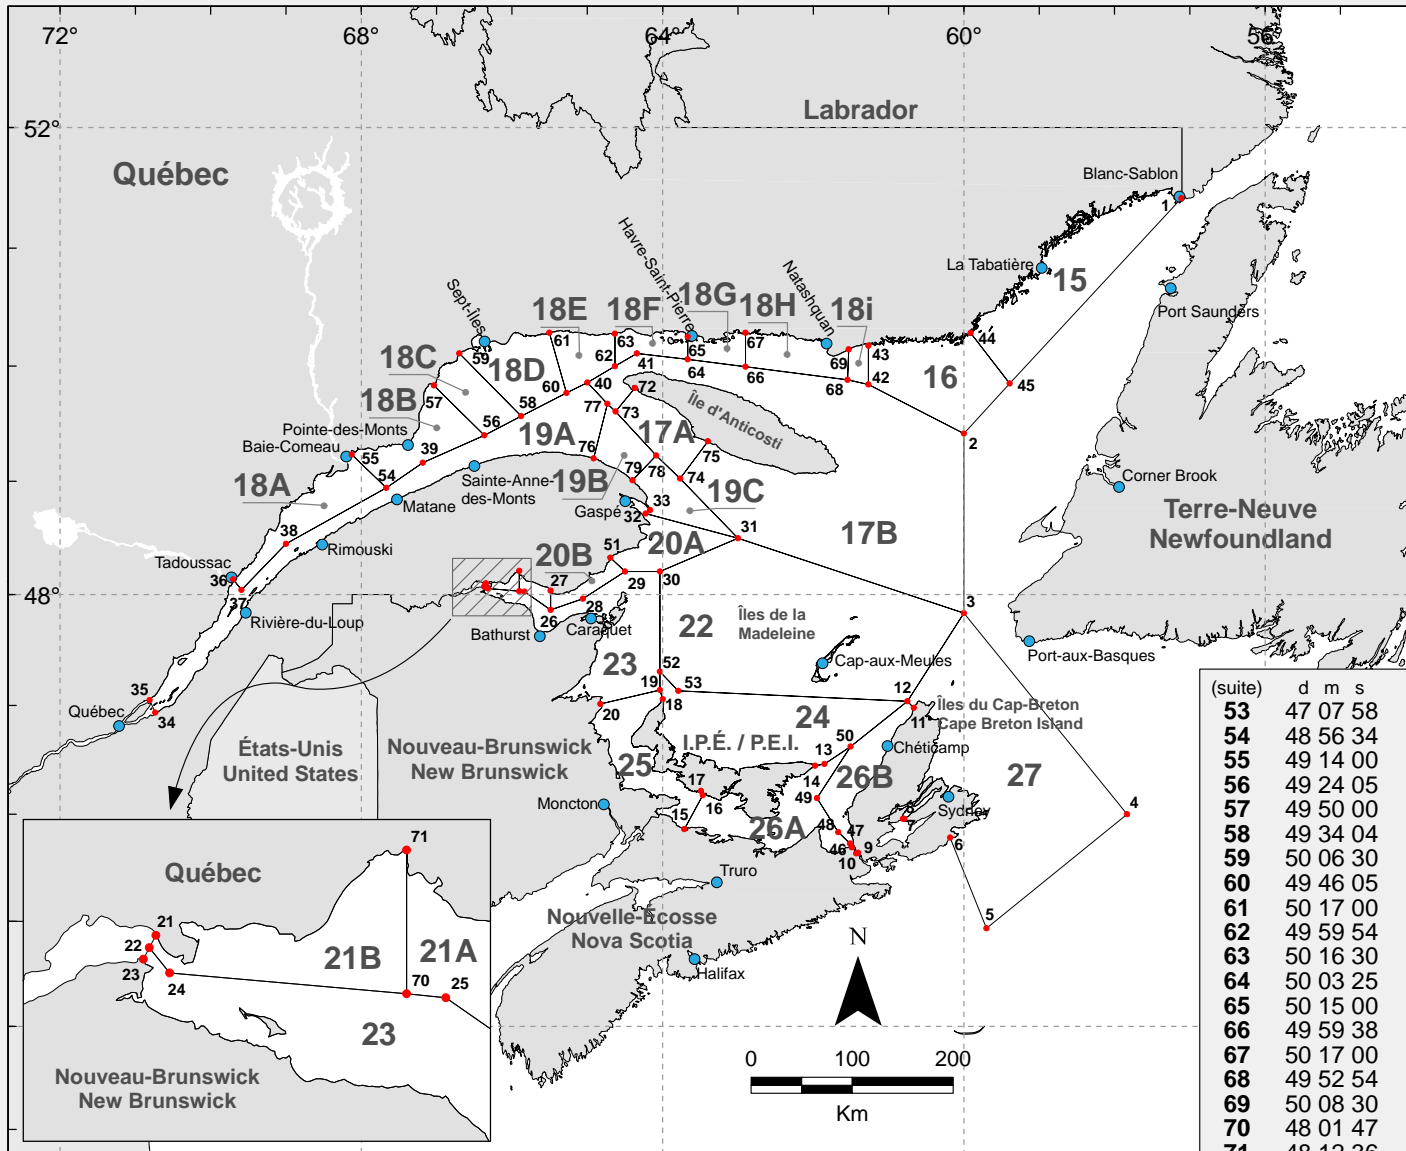 72°
68°
64°
60°
56°
52°
48°
Labrador
Québec
Blanc-Sablon
1
La Tabatière
15
Port Saunders
Havre-Saint-Pierre
Natashquan
Sept-Îles
18E
18F
18G
18H
18i
61
63
65
67
69
43
44
59
62
41
64
66
68
42
16
45
18C
18D
60
40
72
57
58
77
73
Île d'Anticosti
18B
56
2
Pointe-des-Monts
39
19A
17A
75
Baie-Comeau
55
76
78
74
54
79
19B
19C
Corner Brook
18A
Sainte-Anne-
des-Monts
Matane
Gaspé
33
32
31
17B
Terre-Neuve
Newfoundland
38
Rimouski
20A
51
Tadoussac
36
20B
27
29
30
37
28
3
Rivière-du-Loup
26
Bathurst
Caraquet
22
Îles de la
Madeleine
23
Port-aux-Basques
52
Cap-aux-Meules
19
53
12
35
20
18
24
11
Îles du Cap-Breton
Cape Breton Island
34
Québec
50
États-Unis
United States
Nouveau-Brunswick
New Brunswick
I.P.É. / P.E.I.
Chéticamp
25
13
14
26B
27
17
49
16
Moncton
Sydney
8
7
4
15
26A
48
47
46
10
9
6
Truro
5
Nouvelle-Écosse
Nova Scotia
Halifax
N
0 100 200
Km
71
Québec
21
22
23
24
21B
21A
70
25
23
Nouveau-Brunswick
New Brunswick
(suite) d m s
53 47 07 58
54 48 56 34
55 49 14 00
56 49 24 05
57 49 50 00
58 49 34 04
59 50 06 30
60 49 46 05
61 50 17 00
62 49 59 54
63 50 16 30
64 50 03 25
65 50 15 00
66 49 59 38
67 50 17 00
68 49 52 54
69 50 08 30
70 48 01 47
71 48 12 36